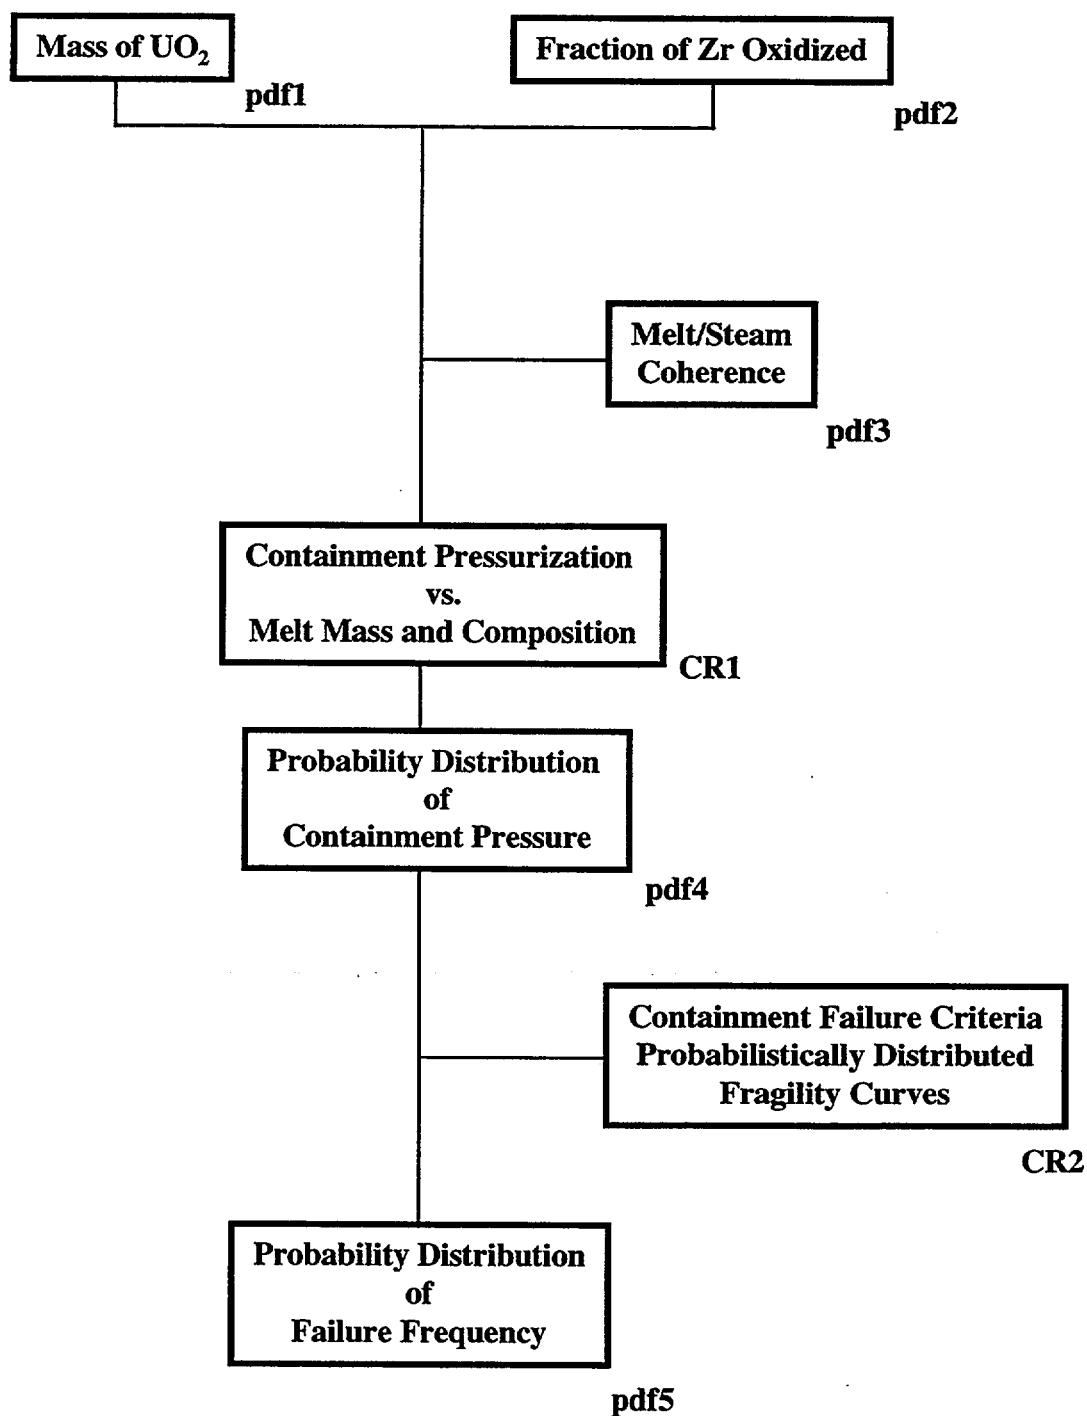 Mass of UO₂
pdf1
Fraction of Zr Oxidized
pdf2
Melt/Steam
Coherence
pdf3
Containment Pressurization
vs.
Melt Mass and Composition
CR1
Probability Distribution
of
Containment Pressure
pdf4
Containment Failure Criteria
Probabilistically Distributed
Fragility Curves
CR2
Probability Distribution
of
Failure Frequency
pdf5